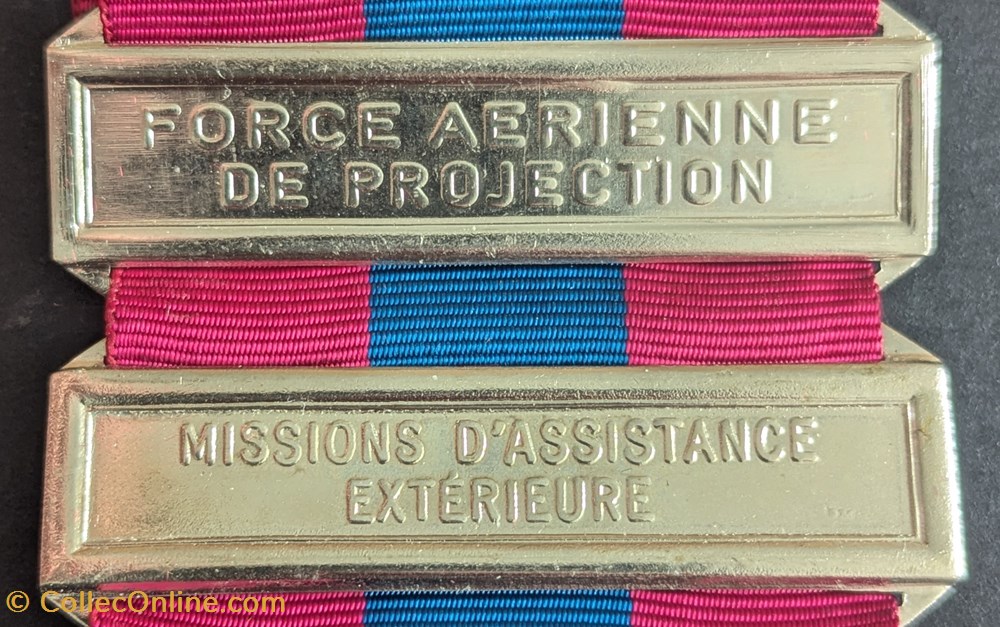 FORCE AERIENNE
DE PROJECTION
MISSIONS D'ASSISTANCE
EXTÉRIEURE
© CollecOnline.com